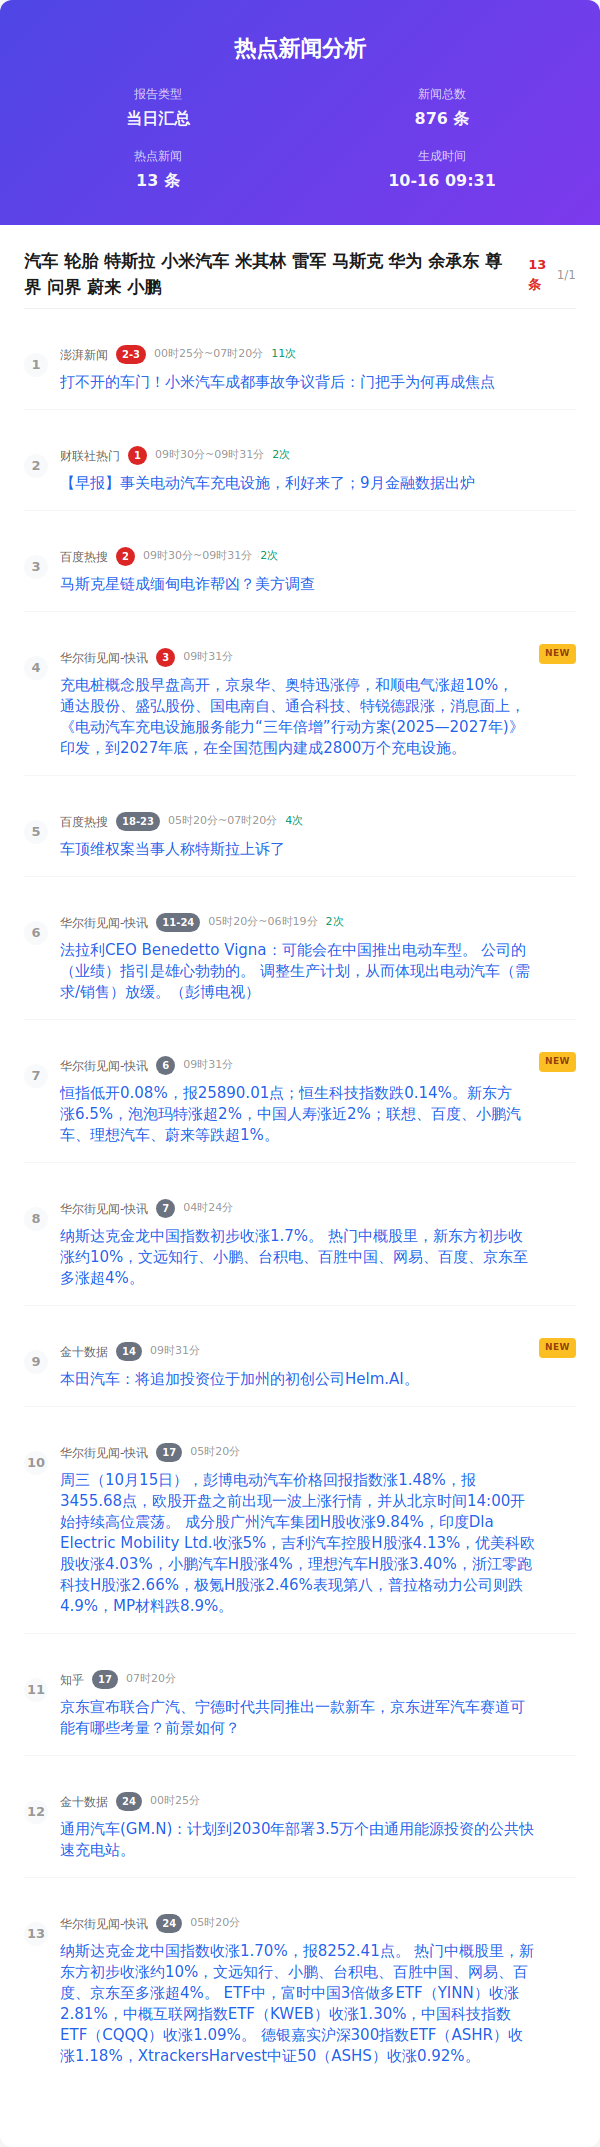 热点新闻分析
报告类型
当日汇总
新闻总数
876 条
热点新闻
13 条
生成时间
10-16 09:31
汽车 轮胎 特斯拉 小米汽车 米其林 雷军 马斯克 华为 余承东 尊
界 问界 蔚来 小鹏
13
条
1/1
1
澎湃新闻 2-3 00时25分~07时20分 11次
打不开的车门！小米汽车成都事故争议背后：门把手为何再成焦点
2
财联社热门 1 09时30分~09时31分 2次
【早报】事关电动汽车充电设施，利好来了；9月金融数据出炉
3
百度热搜 2 09时30分~09时31分 2次
马斯克星链成缅甸电诈帮凶？美方调查
4
华尔街见闻-快讯 3 09时31分
NEW
充电桩概念股早盘高开，京泉华、奥特迅涨停，和顺电气涨超10%，
通达股份、盛弘股份、国电南自、通合科技、特锐德跟涨，消息面上，
《电动汽车充电设施服务能力“三年倍增”行动方案(2025—2027年)》
印发，到2027年底，在全国范围内建成2800万个充电设施。
5
百度热搜 18-23 05时20分~07时20分 4次
车顶维权案当事人称特斯拉上诉了
6
华尔街见闻-快讯 11-24 05时20分~06时19分 2次
法拉利CEO Benedetto Vigna：可能会在中国推出电动车型。 公司的
（业绩）指引是雄心勃勃的。 调整生产计划，从而体现出电动汽车（需
求/销售）放缓。（彭博电视）
7
华尔街见闻-快讯 6 09时31分
NEW
恒指低开0.08%，报25890.01点；恒生科技指数跌0.14%。新东方
涨6.5%，泡泡玛特涨超2%，中国人寿涨近2%；联想、百度、小鹏汽
车、理想汽车、蔚来等跌超1%。
8
华尔街见闻-快讯 7 04时24分
纳斯达克金龙中国指数初步收涨1.7%。 热门中概股里，新东方初步收
涨约10%，文远知行、小鹏、台积电、百胜中国、网易、百度、京东至
多涨超4%。
9
金十数据 14 09时31分
NEW
本田汽车：将追加投资位于加州的初创公司Helm.AI。
10
华尔街见闻-快讯 17 05时20分
周三（10月15日），彭博电动汽车价格回报指数涨1.48%，报
3455.68点，欧股开盘之前出现一波上涨行情，并从北京时间14:00开
始持续高位震荡。 成分股广州汽车集团H股收涨9.84%，印度Dla
Electric Mobility Ltd.收涨5%，吉利汽车控股H股涨4.13%，优美科欧
股收涨4.03%，小鹏汽车H股涨4%，理想汽车H股涨3.40%，浙江零跑
科技H股涨2.66%，极氪H股涨2.46%表现第八，普拉格动力公司则跌
4.9%，MP材料跌8.9%。
11
知乎 17 07时20分
京东宣布联合广汽、宁德时代共同推出一款新车，京东进军汽车赛道可
能有哪些考量？前景如何？
12
金十数据 24 00时25分
通用汽车(GM.N)：计划到2030年部署3.5万个由通用能源投资的公共快
速充电站。
13
华尔街见闻-快讯 24 05时20分
纳斯达克金龙中国指数收涨1.70%，报8252.41点。 热门中概股里，新
东方初步收涨约10%，文远知行、小鹏、台积电、百胜中国、网易、百
度、京东至多涨超4%。 ETF中，富时中国3倍做多ETF（YINN）收涨
2.81%，中概互联网指数ETF（KWEB）收涨1.30%，中国科技指数
ETF（CQQQ）收涨1.09%。 德银嘉实沪深300指数ETF（ASHR）收
涨1.18%，XtrackersHarvest中证50（ASHS）收涨0.92%。